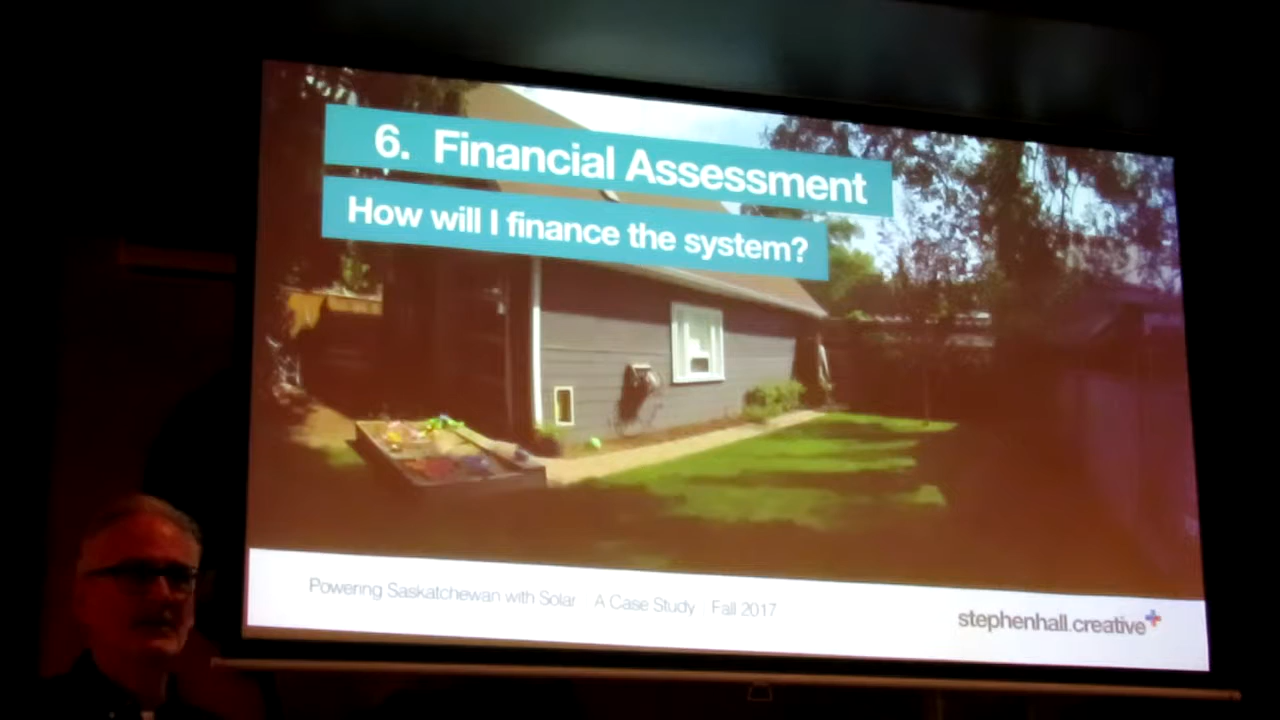 6. Financial Assessment
How will I finance the system?
Powering Saskatchewan with Solar A Case Study Fall 2017
stephenhall.creative+